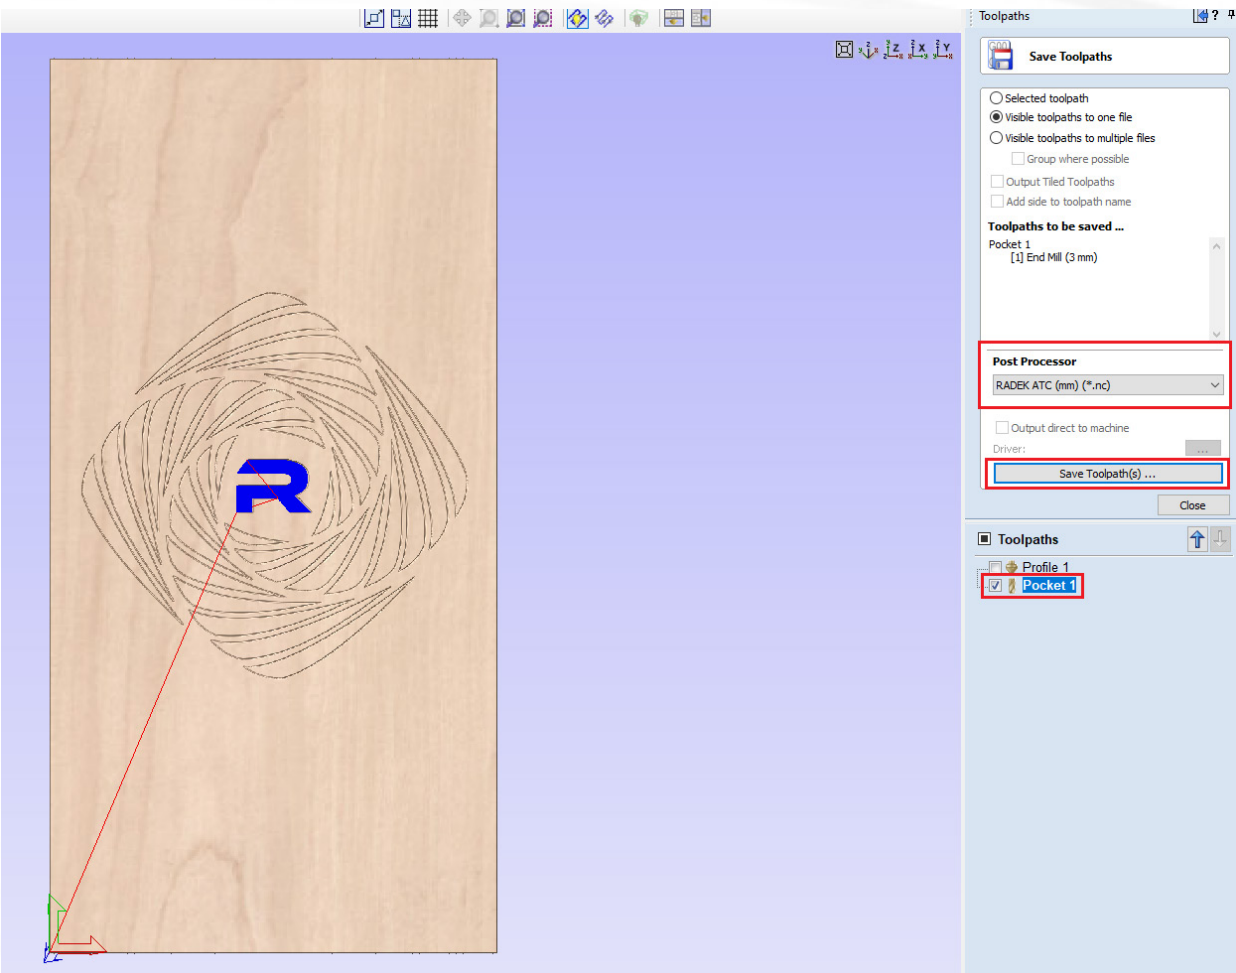 Toolpaths
?
Z X Y
Save Toolpaths
Selected toolpath
Visible toolpaths to one file
Visible toolpaths to multiple files
Group where possible
Output Tiled Toolpaths
Add side to toolpath name
Toolpaths to be saved ...
Pocket 1
[1] End Mill (3 mm)
Post Processor
RADEK ATC (mm) (*.nc)
Output direct to machine
Driver:
...
Save Toolpath(s) ...
Close
Toolpaths
Profile 1
Pocket 1
R